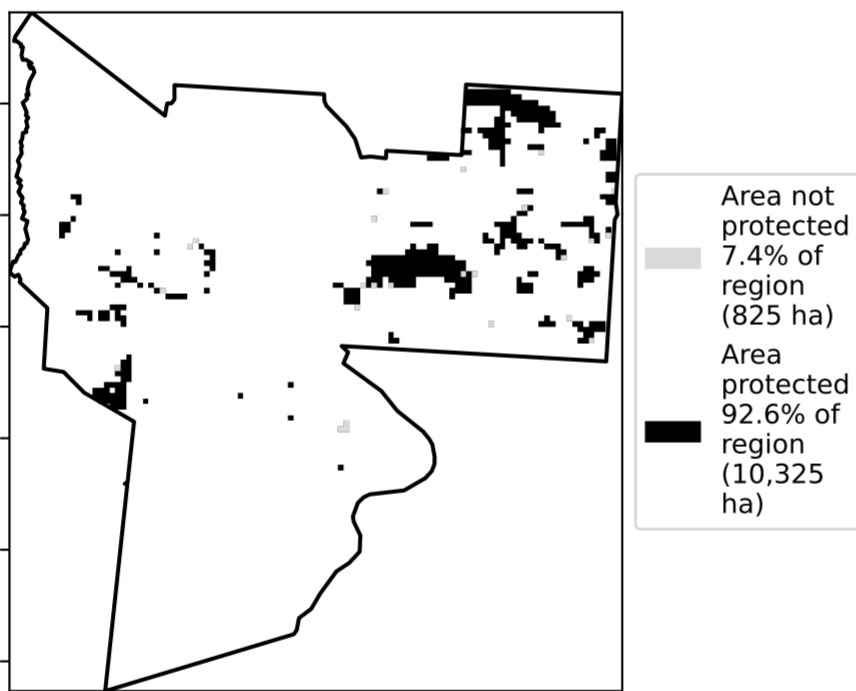 Area not
protected
7.4% of
region
(825 ha)
Area
protected
92.6% of
region
(10,325
ha)